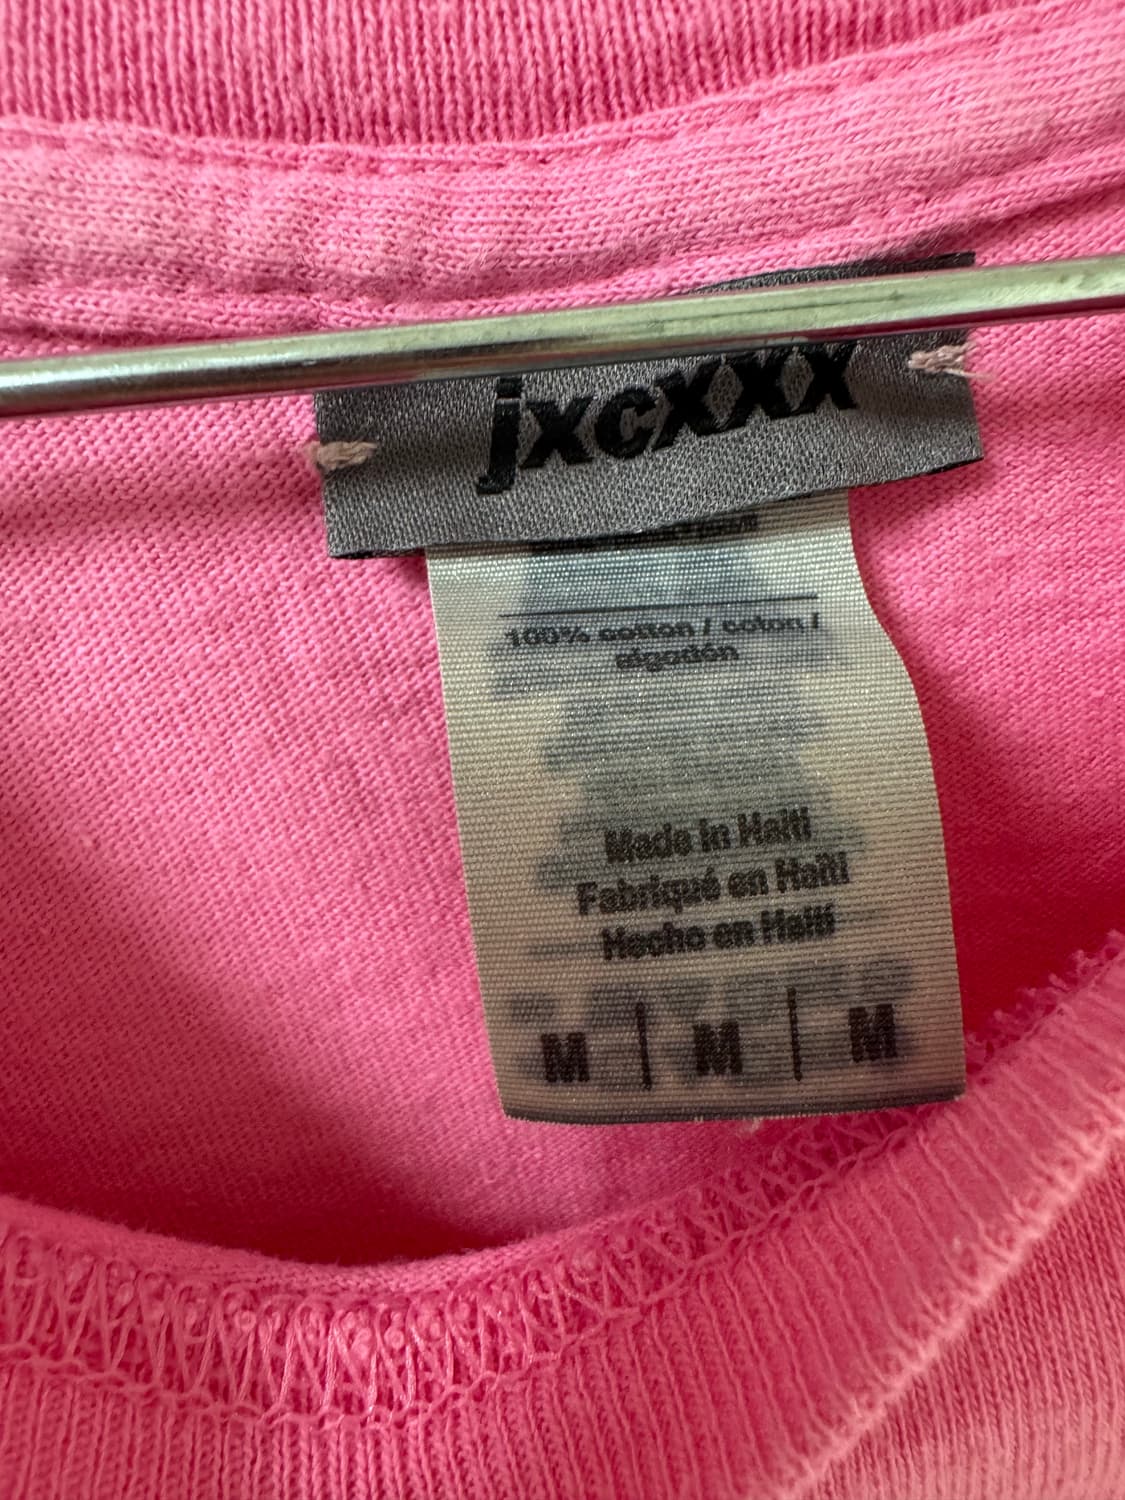 jxcxxx
100% cotton / coton /
algodón
Made in Haiti
Fabriqué en Haïti
Hecho en Haití
M | M | M